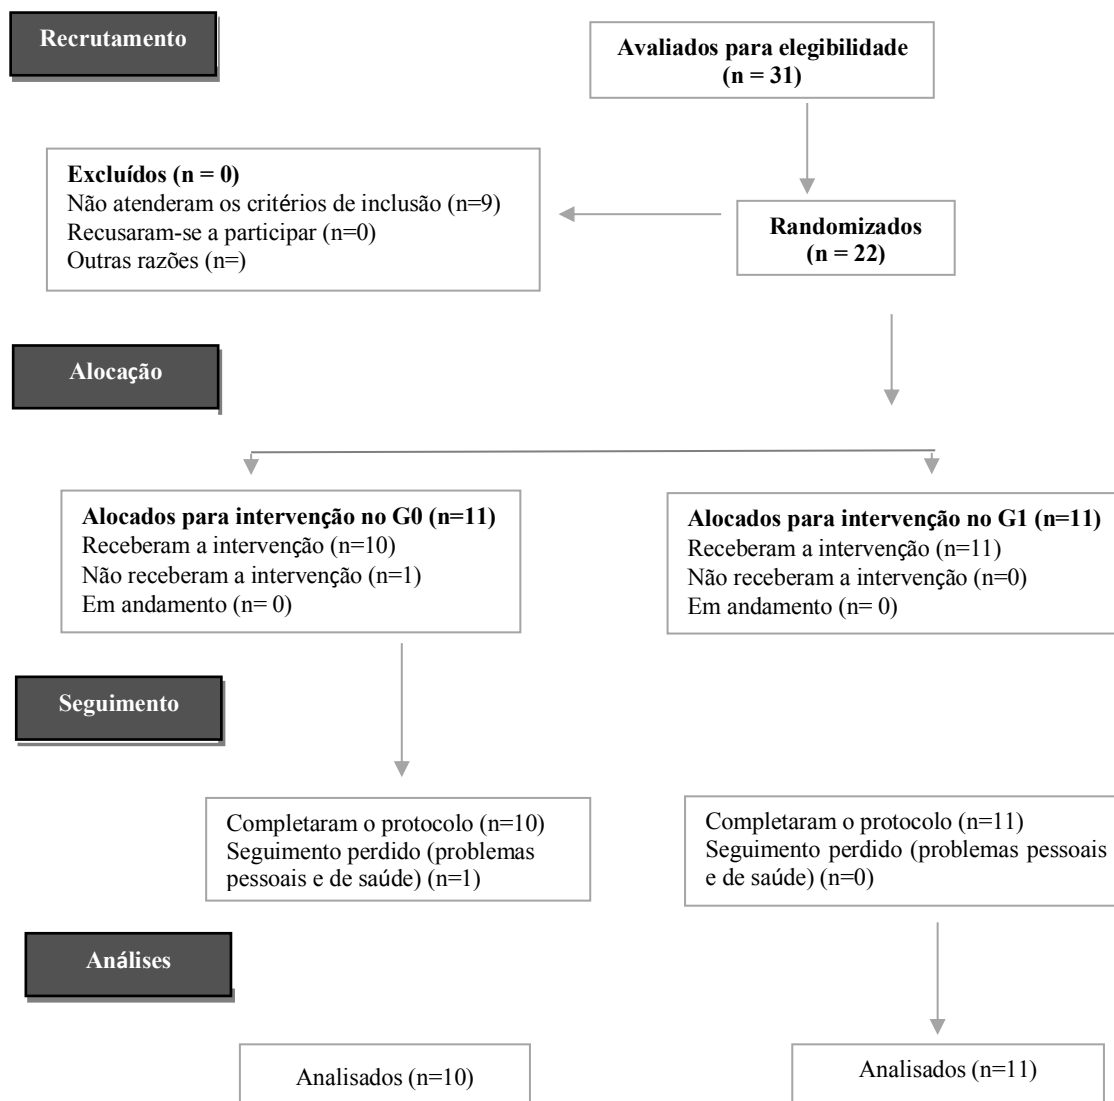 Recrutamento
Avaliados para elegibilidade
(n = 31)
Excluídos (n = 0)
Não atenderam os critérios de inclusão (n=9)
Recusaram-se a participar (n=0)
Outras razões (n=)
Randomizados
(n = 22)
Alocação
Alocados para intervenção no G0 (n=11)
Receberam a intervenção (n=10)
Não receberam a intervenção (n=1)
Em andamento (n= 0)
Alocados para intervenção no G1 (n=11)
Receberam a intervenção (n=11)
Não receberam a intervenção (n=0)
Em andamento (n= 0)
Seguimento
Completaram o protocolo (n=10)
Seguimento perdido (problemas
pessoais e de saúde) (n=1)
Completaram o protocolo (n=11)
Seguimento perdido (problemas pessoais
e de saúde) (n=0)
Análises
Analisados (n=10)
Analisados (n=11)